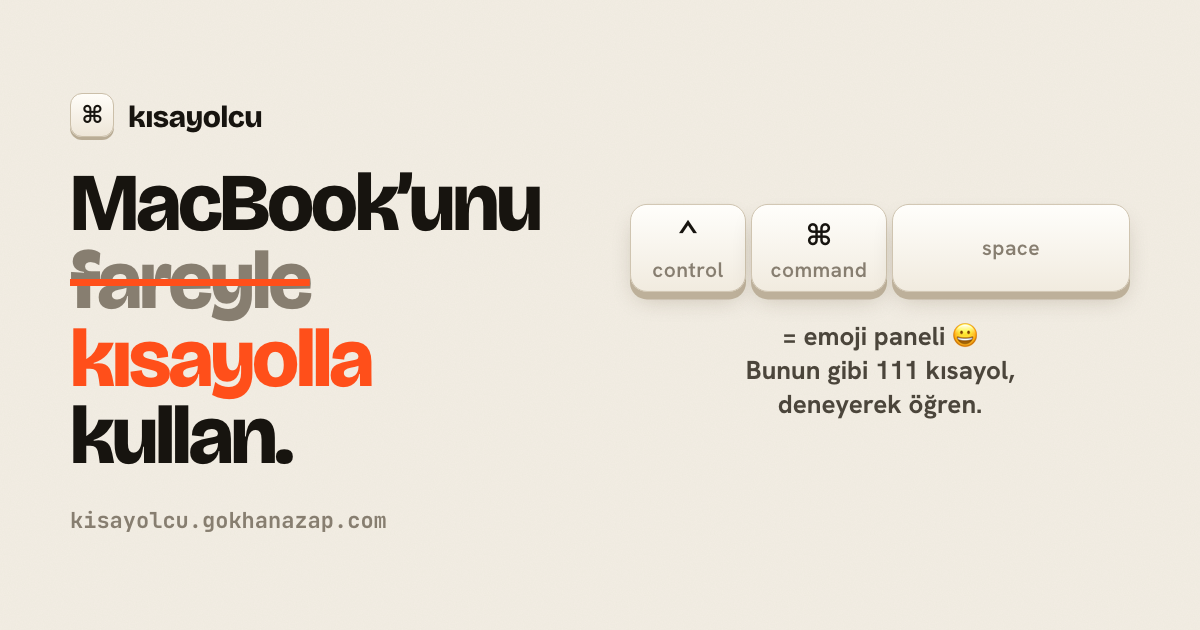 ⌘ kısayolcu
MacBook’unu
fareyle
kısayolla
kullan.
kisayolcu.gokhanazap.com
^ ⌘
control command space
= emoji paneli 😀
Bunun gibi 111 kısayol,
deneyerek öğren.